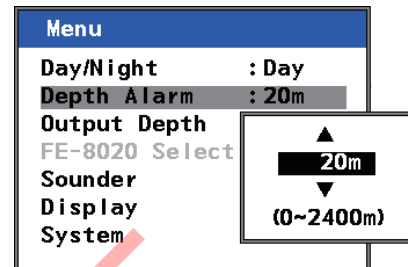 Menu
Day/Night : Day
Depth Alarm : 20m
Output Depth
FE-8020 Select
Sounder
Display
System
▲
20m
▼
(0~2400m)